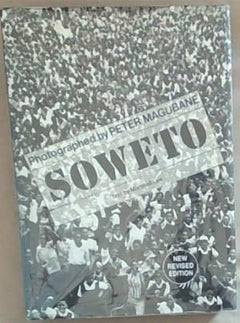 Photographed by PETER MAGUBANE
SOWETO
NEW
REVISED
EDITION